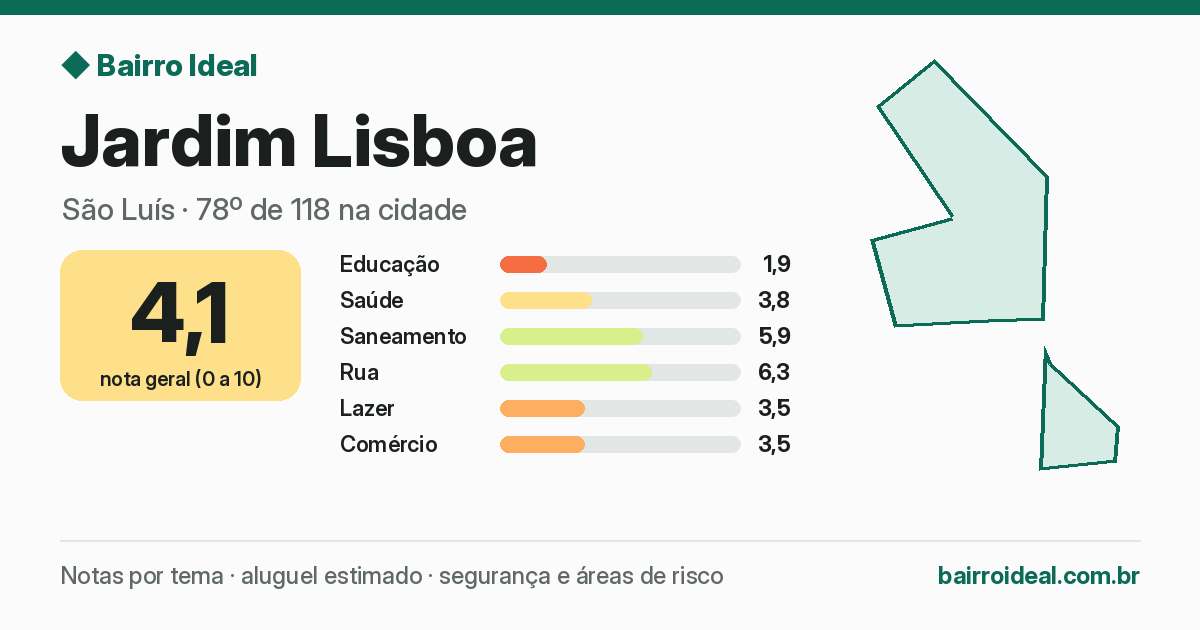 Bairro Ideal
Jardim Lisboa
São Luís · 78º de 118 na cidade
4,1
nota geral (0 a 10)
Educação 1,9
Saúde 3,8
Saneamento 5,9
Rua 6,3
Lazer 3,5
Comércio 3,5
Notas por tema · aluguel estimado · segurança e áreas de risco
bairroideal.com.br